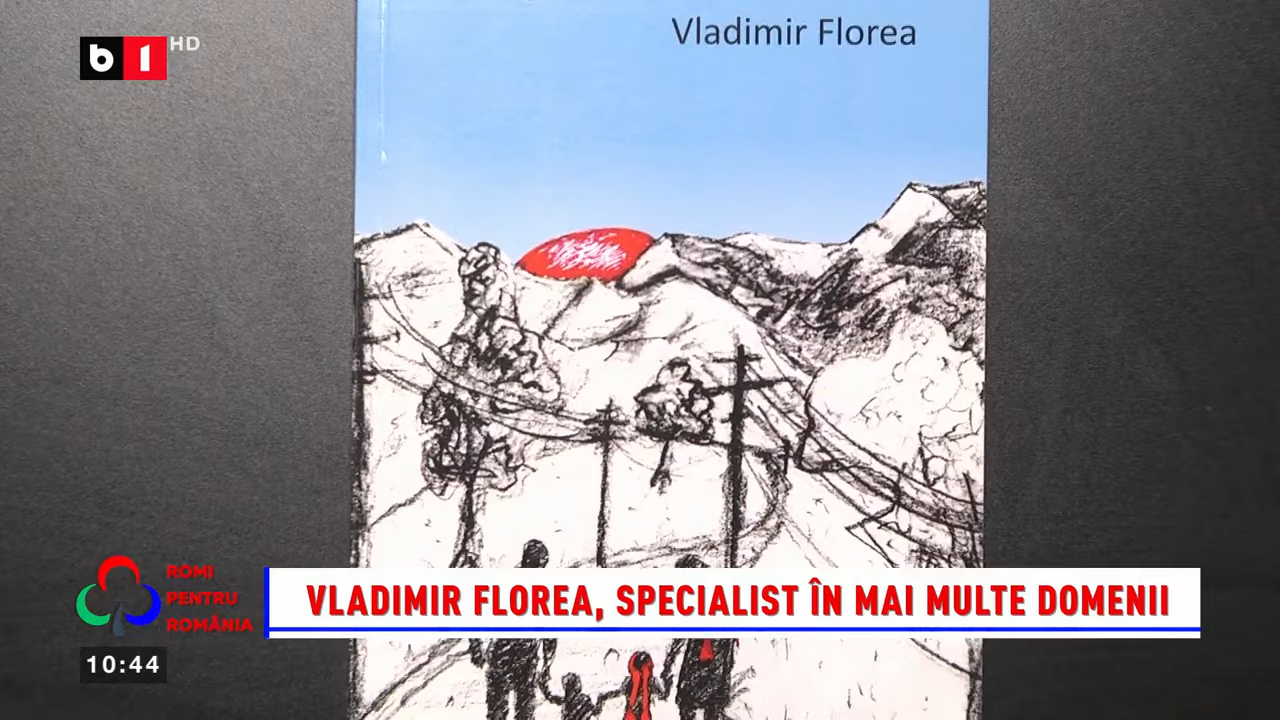 Vladimir Florea
b1 HD
ROMI
PENTRU
ROMÂNIA
VLADIMIR FLOREA, SPECIALIST ÎN MAI MULTE DOMENII
10:44